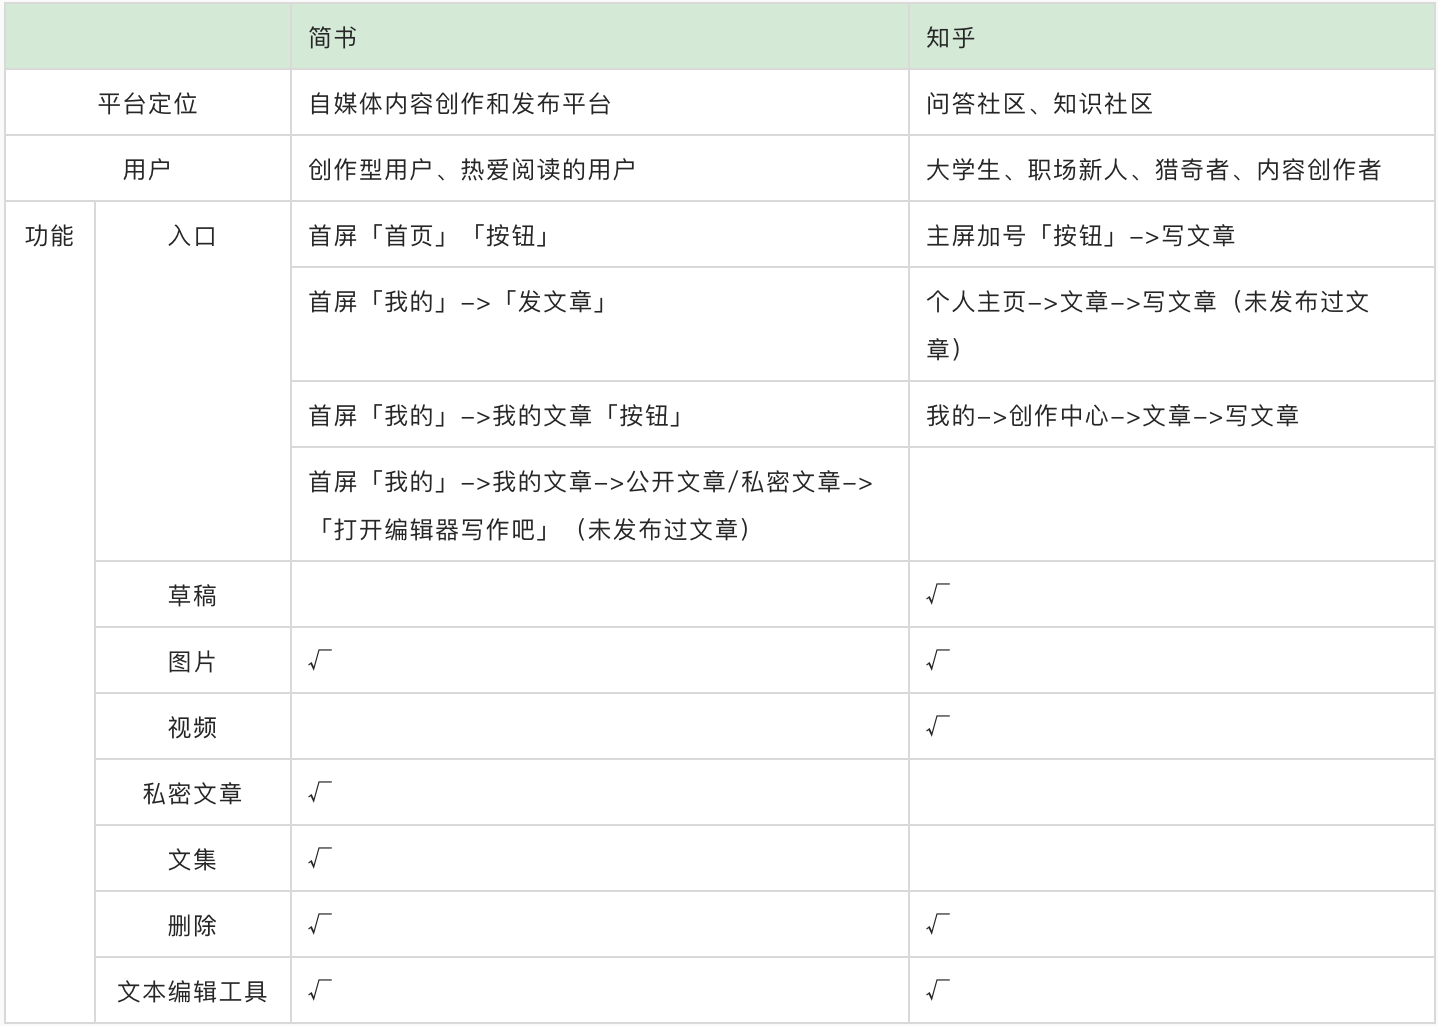 简书 知乎
平台定位 自媒体内容创作和发布平台 问答社区、知识社区
用户 创作型用户、热爱阅读的用户 大学生、职场新人、猎奇者、内容创作者
功能 入口 首屏「首页」「按钮」 主屏加号「按钮」–>写文章
首屏「我的」–>「发文章」 个人主页–>文章–>写文章（未发布过文
章）
首屏「我的」–>我的文章「按钮」 我的–>创作中心–>文章–>写文章
首屏「我的」–>我的文章–>公开文章/私密文章–>
「打开编辑器写作吧」（未发布过文章）
草稿 √
图片 √ √
视频 √
私密文章 √
文集 √
删除 √ √
文本编辑工具 √ √